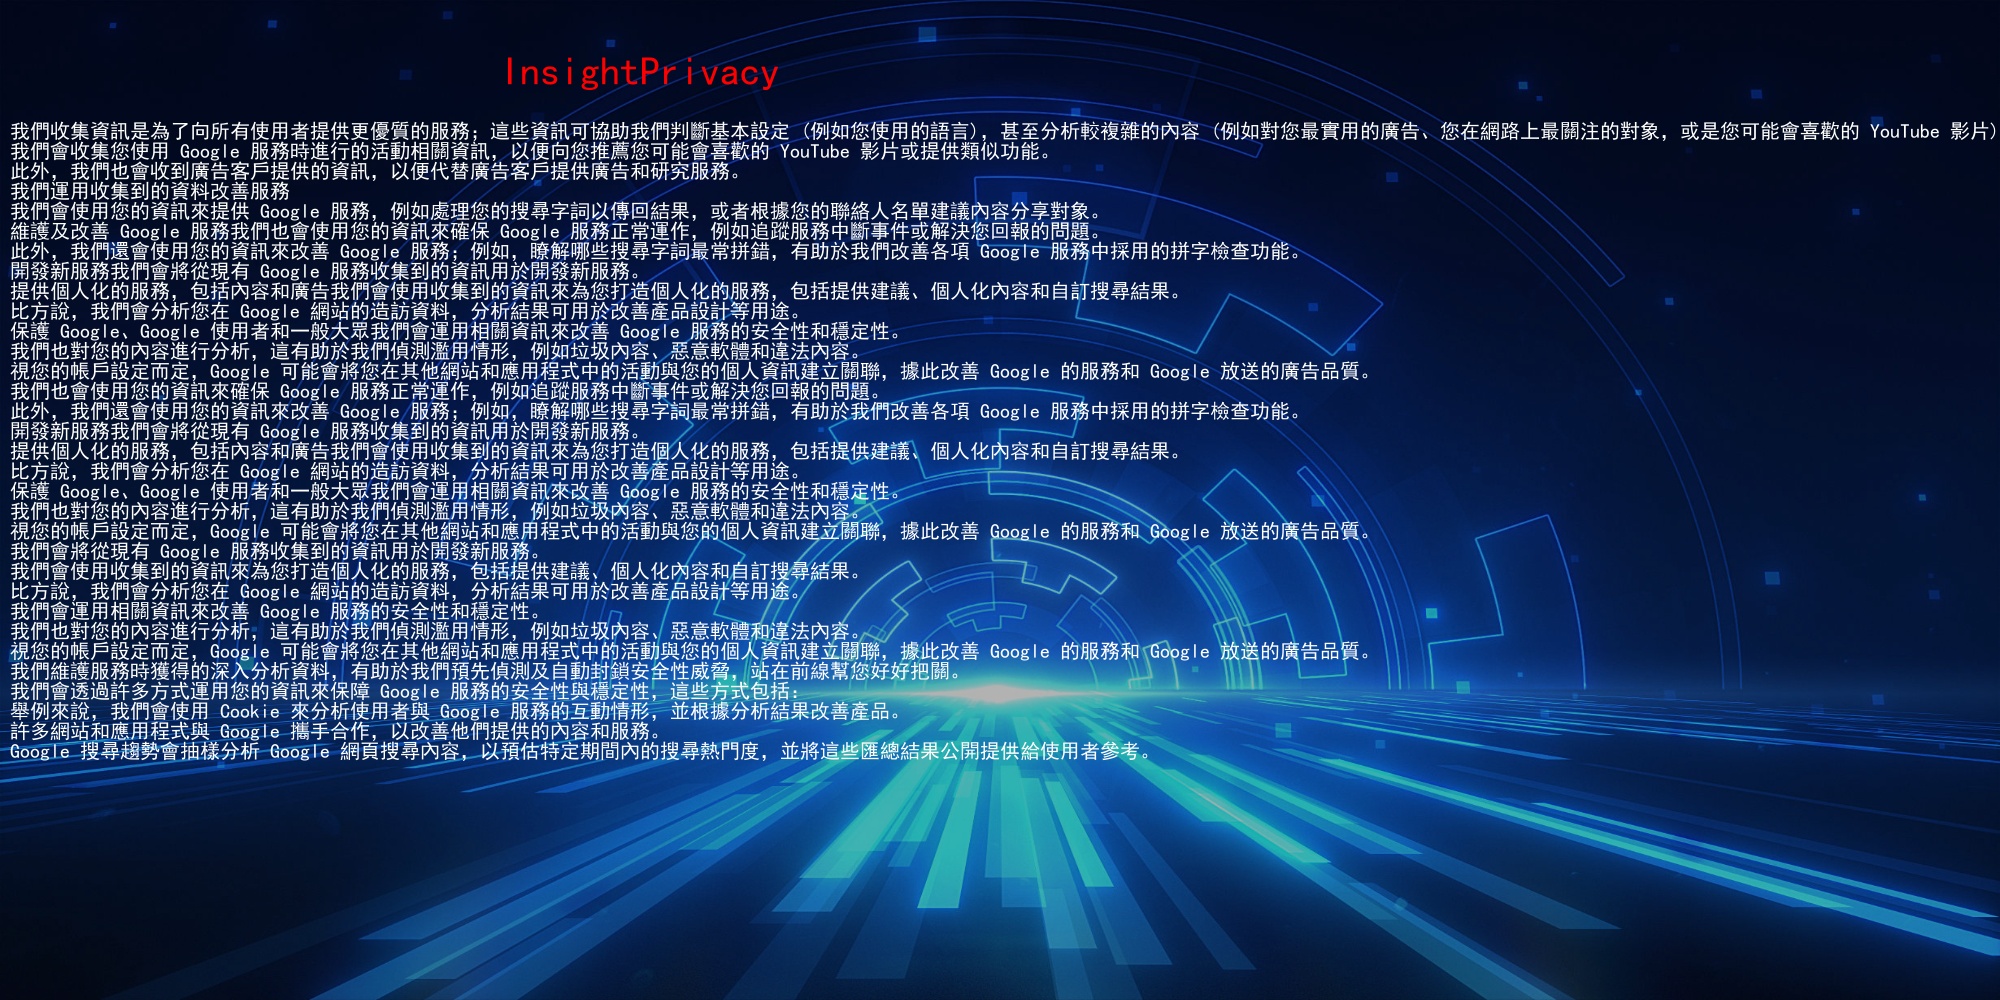 InsightPrivacy
我們收集資訊是為了向所有使用者提供更優質的服務；這些資訊可協助我們判斷基本設定 (例如您使用的語言)，甚至分析較複雜的內容 (例如對您最實用的廣告、您在網路上最關注的對象，或是您可能會喜歡的 YouTube 影片)
我們會收集您使用 Google 服務時進行的活動相關資訊，以便向您推薦您可能會喜歡的 YouTube 影片或提供類似功能。
此外，我們也會收到廣告客戶提供的資訊，以便代替廣告客戶提供廣告和研究服務。
我們運用收集到的資料改善服務
我們會使用您的資訊來提供 Google 服務，例如處理您的搜尋字詞以傳回結果，或者根據您的聯絡人名單建議內容分享對象。
維護及改善 Google 服務我們也會使用您的資訊來確保 Google 服務正常運作，例如追蹤服務中斷事件或解決您回報的問題。
此外，我們還會使用您的資訊來改善 Google 服務；例如，瞭解哪些搜尋字詞最常拼錯，有助於我們改善各項 Google 服務中採用的拼字檢查功能。
開發新服務我們會將從現有 Google 服務收集到的資訊用於開發新服務。
提供個人化的服務，包括內容和廣告我們會使用收集到的資訊來為您打造個人化的服務，包括提供建議、個人化內容和自訂搜尋結果。
比方說，我們會分析您在 Google 網站的造訪資料，分析結果可用於改善產品設計等用途。
保護 Google、Google 使用者和一般大眾我們會運用相關資訊來改善 Google 服務的安全性和穩定性。
我們也對您的內容進行分析，這有助於我們偵測濫用情形，例如垃圾內容、惡意軟體和違法內容。
視您的帳戶設定而定，Google 可能會將您在其他網站和應用程式中的活動與您的個人資訊建立關聯，據此改善 Google 的服務和 Google 放送的廣告品質。
我們也會使用您的資訊來確保 Google 服務正常運作，例如追蹤服務中斷事件或解決您回報的問題。
此外，我們還會使用您的資訊來改善 Google 服務；例如，瞭解哪些搜尋字詞最常拼錯，有助於我們改善各項 Google 服務中採用的拼字檢查功能。
開發新服務我們會將從現有 Google 服務收集到的資訊用於開發新服務。
提供個人化的服務，包括內容和廣告我們會使用收集到的資訊來為您打造個人化的服務，包括提供建議、個人化內容和自訂搜尋結果。
比方說，我們會分析您在 Google 網站的造訪資料，分析結果可用於改善產品設計等用途。
保護 Google、Google 使用者和一般大眾我們會運用相關資訊來改善 Google 服務的安全性和穩定性。
我們也對您的內容進行分析，這有助於我們偵測濫用情形，例如垃圾內容、惡意軟體和違法內容。
視您的帳戶設定而定，Google 可能會將您在其他網站和應用程式中的活動與您的個人資訊建立關聯，據此改善 Google 的服務和 Google 放送的廣告品質。
我們會將從現有 Google 服務收集到的資訊用於開發新服務。
我們會使用收集到的資訊來為您打造個人化的服務，包括提供建議、個人化內容和自訂搜尋結果。
比方說，我們會分析您在 Google 網站的造訪資料，分析結果可用於改善產品設計等用途。
我們會運用相關資訊來改善 Google 服務的安全性和穩定性。
我們也對您的內容進行分析，這有助於我們偵測濫用情形，例如垃圾內容、惡意軟體和違法內容。
視您的帳戶設定而定，Google 可能會將您在其他網站和應用程式中的活動與您的個人資訊建立關聯，據此改善 Google 的服務和 Google 放送的廣告品質。
我們維護服務時獲得的深入分析資料，有助於我們預先偵測及自動封鎖安全性威脅，站在前線幫您好好把關。
我們會透過許多方式運用您的資訊來保障 Google 服務的安全性與穩定性，這些方式包括：
舉例來說，我們會使用 Cookie 來分析使用者與 Google 服務的互動情形，並根據分析結果改善產品。
許多網站和應用程式與 Google 攜手合作，以改善他們提供的內容和服務。
Google 搜尋趨勢會抽樣分析 Google 網頁搜尋內容，以預估特定期間內的搜尋熱門度，並將這些匯總結果公開提供給使用者參考。